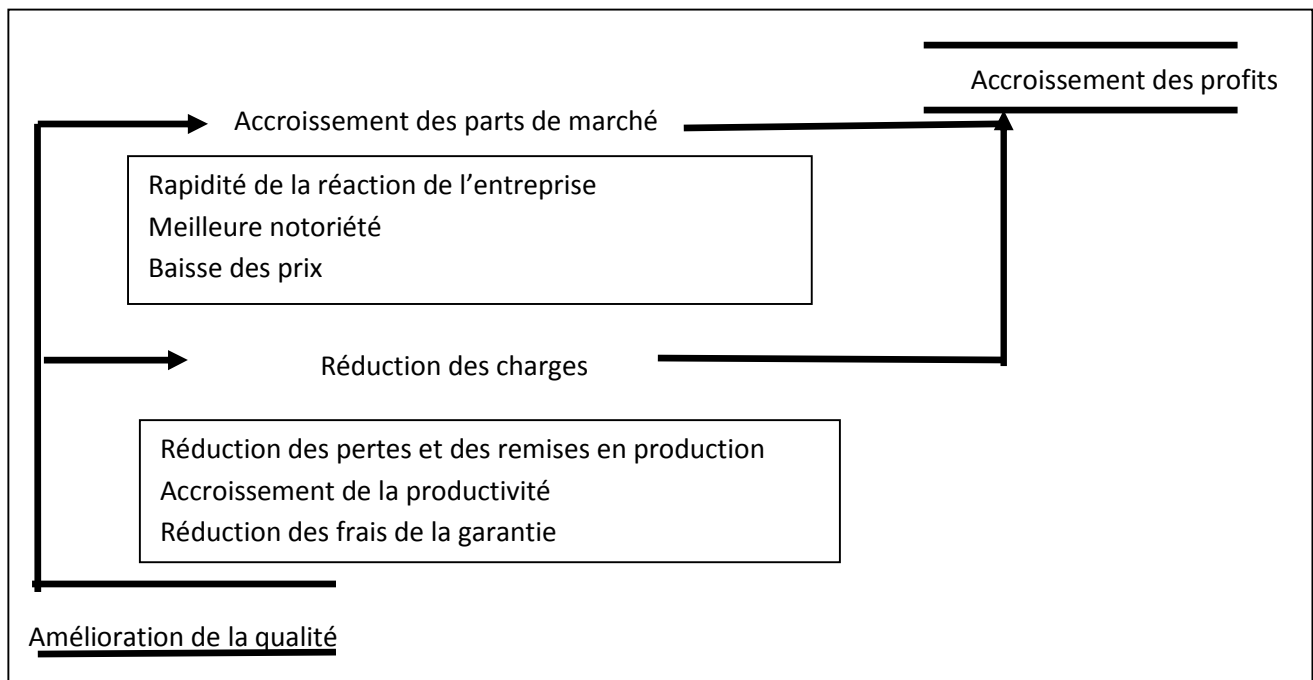 Accroissement des profits
Accroissement des parts de marché
Rapidité de la réaction de l’entreprise
Meilleure notoriété
Baisse des prix
Réduction des charges
Réduction des pertes et des remises en production
Accroissement de la productivité
Réduction des frais de la garantie
Amélioration de la qualité